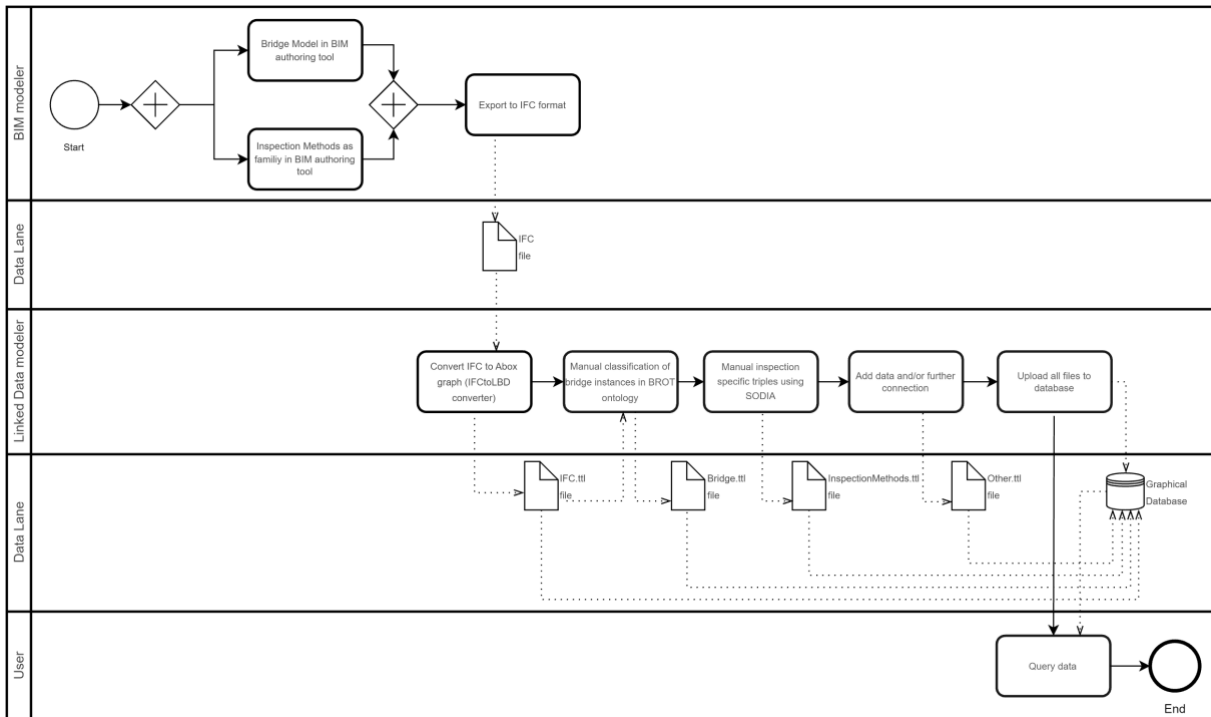 BIM modeler
Start
Bridge Model in BIM
authoring tool
Inspection Methods as
familiy in BIM authoring
tool
Export to IFC format
Data Lane
IFC
file
Linked Data modeler
Convert IFC to Abox
graph (IFCtoLBD
converter)
Manual classification of
bridge instances in BROT
ontology
Manual inspection
specific triples using
SODIA
Add data and/or further
connection
Upload all files to
database
Data Lane
IFC.ttl
file
Bridge.ttl
file
InspectionMethods.ttl
file
Other.ttl
file
Graphical
Database
User
Query data
End